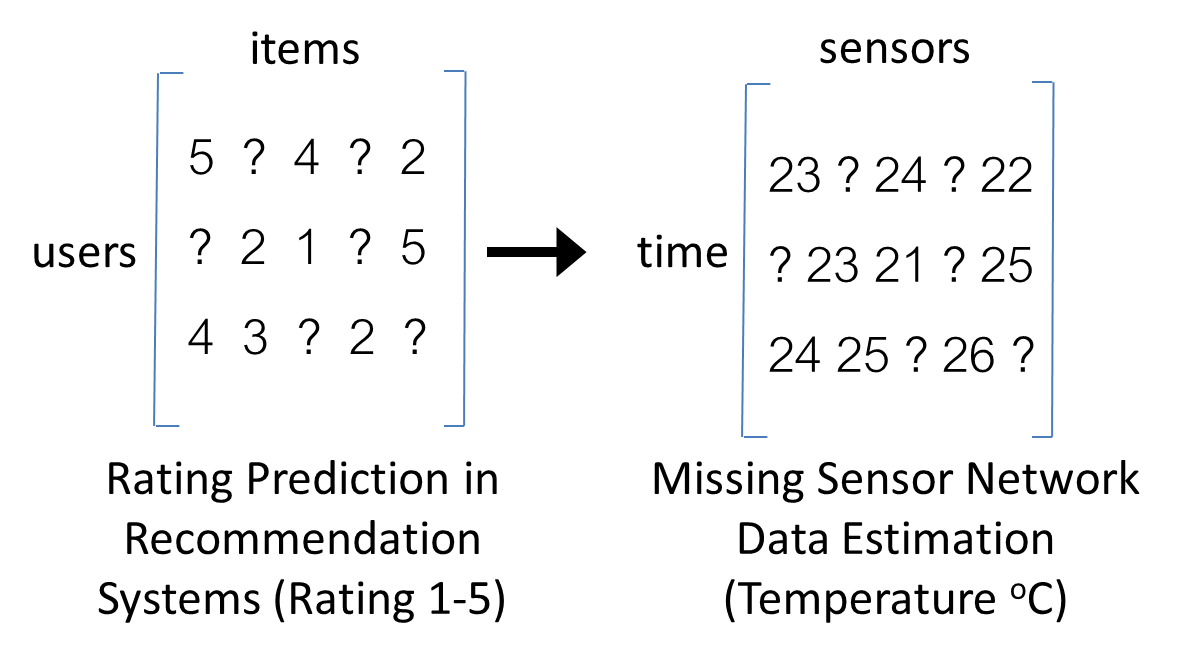 items
5 ? 4 ? 2
users
? 2 1 ? 5
4 3 ? 2 ?
Rating Prediction in
Recommendation
Systems (Rating 1-5)
sensors
23 ? 24 ? 22
time
? 23 21 ? 25
24 25 ? 26 ?
Missing Sensor Network
Data Estimation
(Temperature ᵒC)